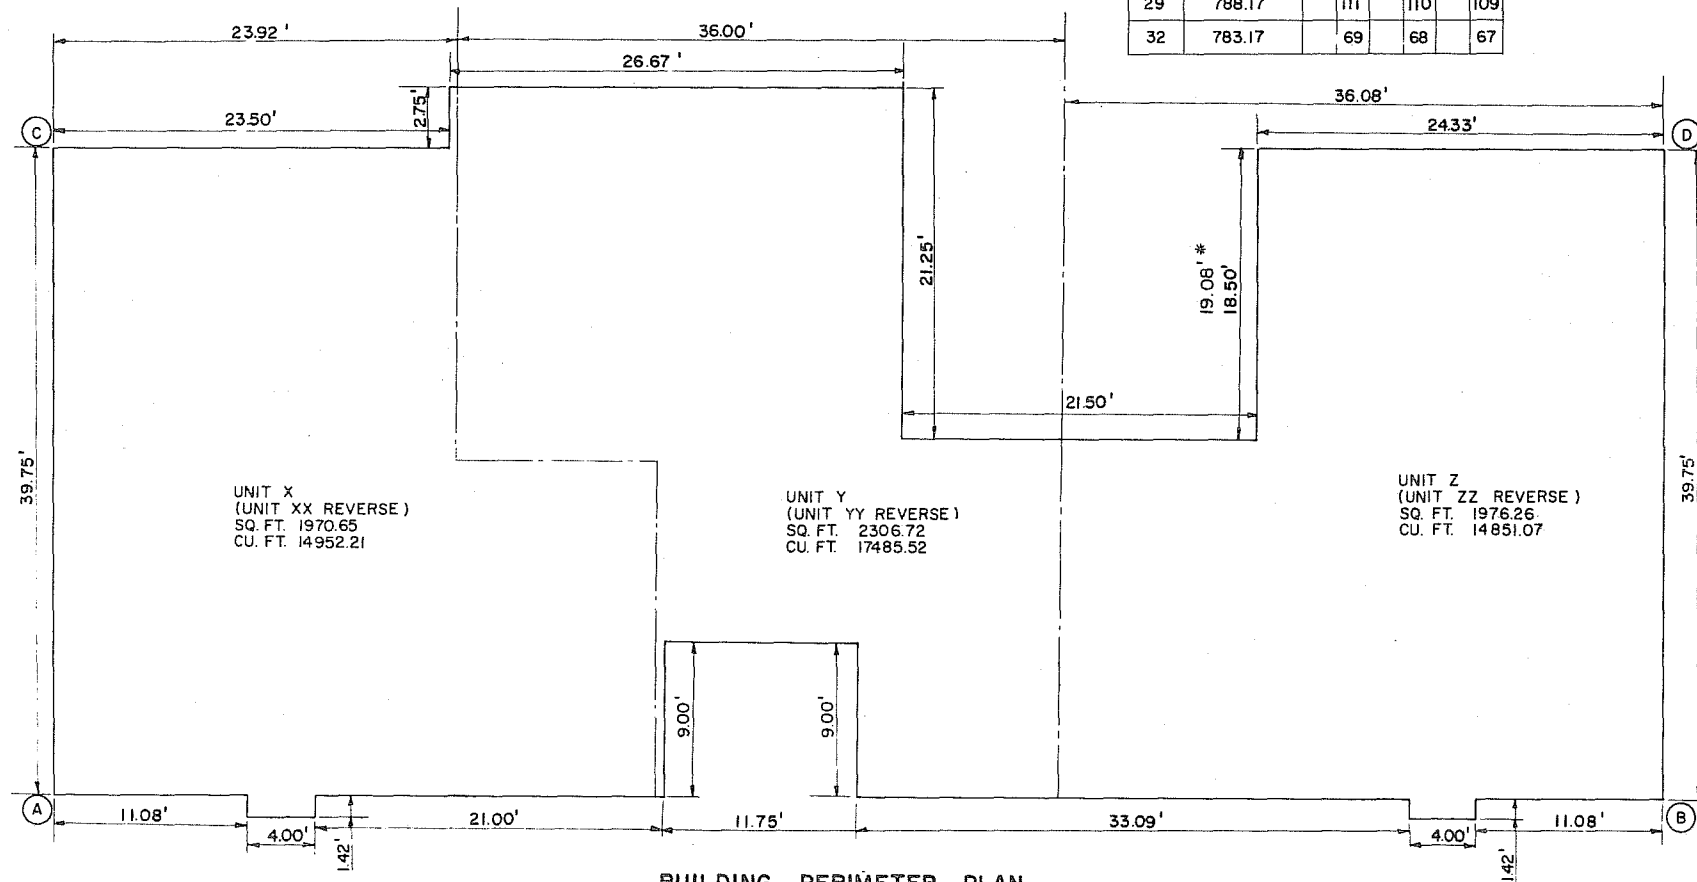 29 788.17 111 110 109
32 783.17 69 68 67
23.92' 36.00'
26.67'
36.08'
2.75'
23.50' 24.33'
C D
21.25'
19.08' *
18.50'
21.50'
39.75' 39.75'
UNIT X
(UNIT XX REVERSE)
SQ. FT. 1970.65
CU. FT. 14952.21
UNIT Y
(UNIT YY REVERSE)
SQ. FT. 2306.72
CU. FT. 17485.52
UNIT Z
(UNIT ZZ REVERSE)
SQ. FT. 1976.26
CU. FT. 14851.07
9.00' 9.00'
A B
11.08' 21.00' 11.75' 33.09' 11.08'
4.00' 4.00'
1.42' 1.42'
BUILDING PERIMETER PLAN